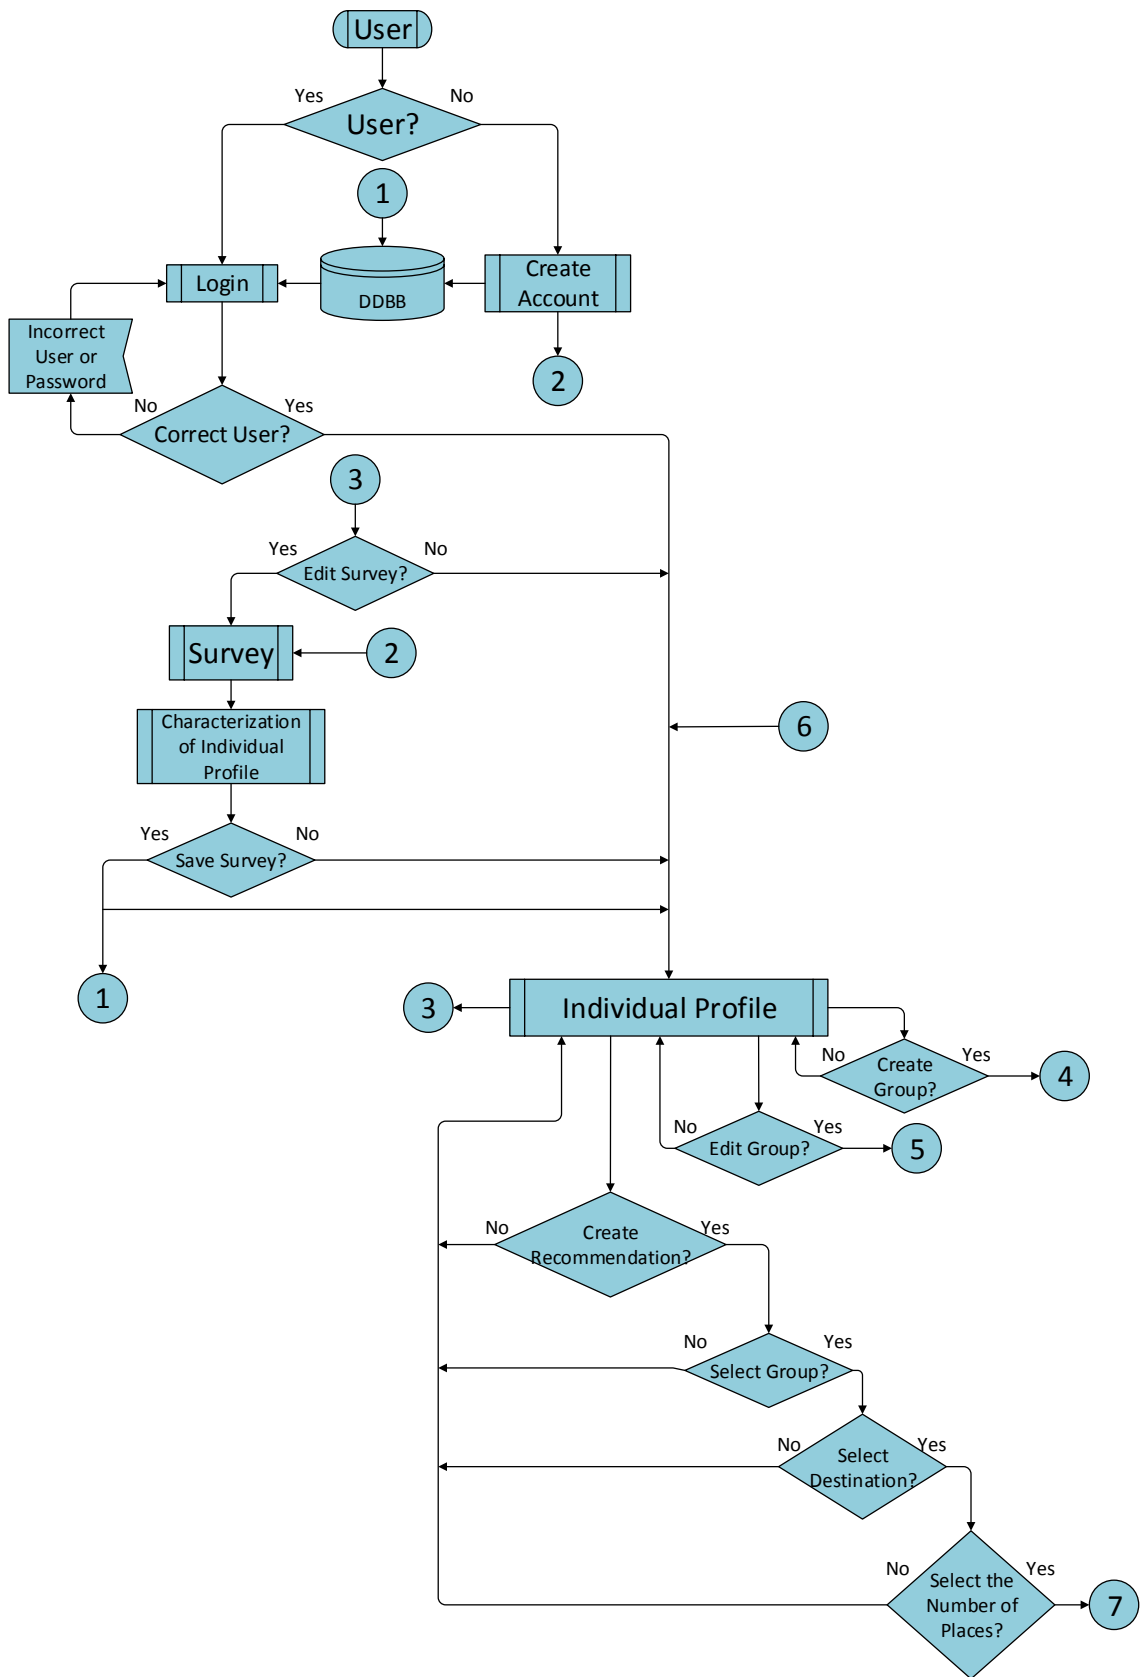 User
Yes
No
User?
1
Login
DDBB
Create
Account
Incorrect
User or
Password
2
No
Yes
Correct User?
3
Yes
No
Edit Survey?
Survey
2
Characterization
of Individual
Profile
6
Yes
No
Save Survey?
1
3
Individual Profile
No
Yes
Create
Group?
4
No
Yes
Edit Group?
5
No
Yes
Create
Recommendation?
No
Yes
Select Group?
No
Yes
Select
Destination?
No
Yes
Select the
Number of
Places?
7